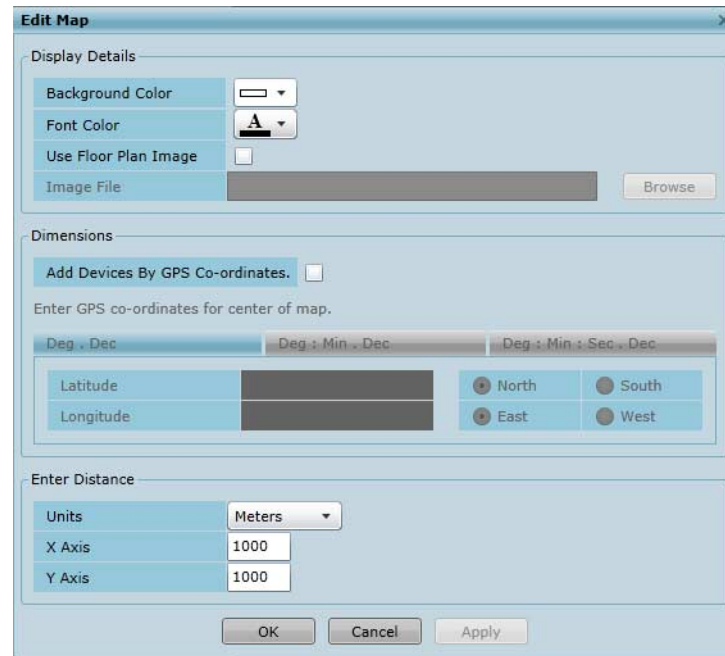 Edit Map
Display Details
Background Color
Font Color A
Use Floor Plan Image
Image File Browse
Dimensions
Add Devices By GPS Co-ordinates.
Enter GPS co-ordinates for center of map.
Deg . Dec Deg : Min . Dec Deg : Min : Sec . Dec
Latitude North South
Longitude East West
Enter Distance
Units Meters
X Axis 1000
Y Axis 1000
OK Cancel Apply